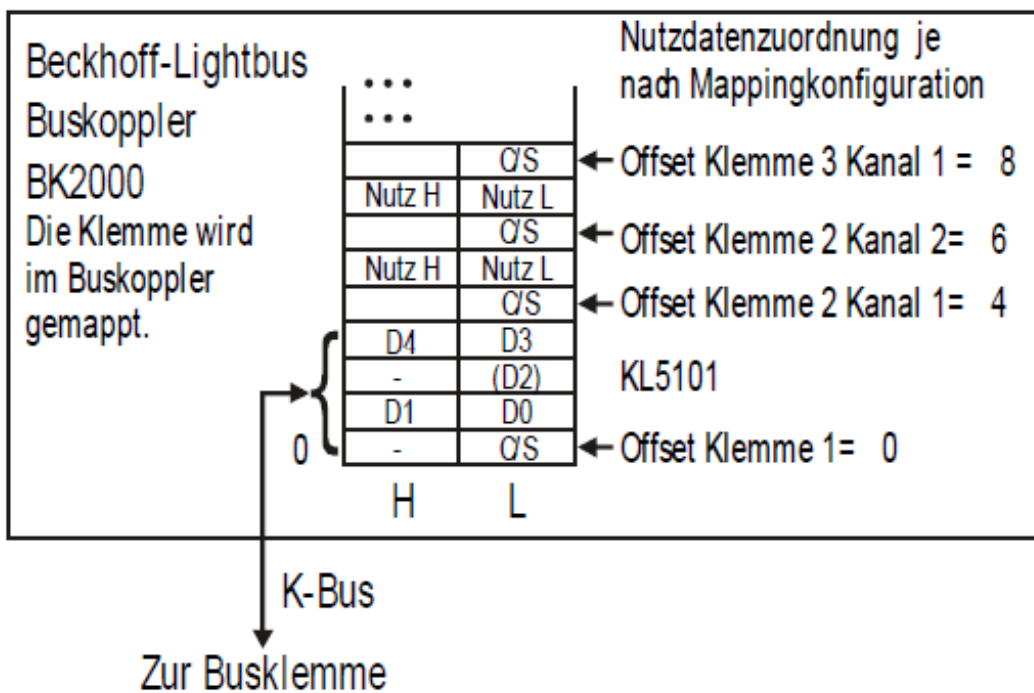 Beckhoff-Lightbus
Buskoppler
BK2000
Die Klemme wird
im Buskoppler
gemappt.
Nutzdatenzuordnung je
nach Mappingkonfiguration
C/S
Offset Klemme 3 Kanal 1 = 8
Nutz H Nutz L
C/S
Offset Klemme 2 Kanal 2= 6
Nutz H Nutz L
C/S
Offset Klemme 2 Kanal 1= 4
D4 D3
- (D2)
KL5101
D1 D0
0 - C/S
Offset Klemme 1= 0
H L
K-Bus
Zur Busklemme